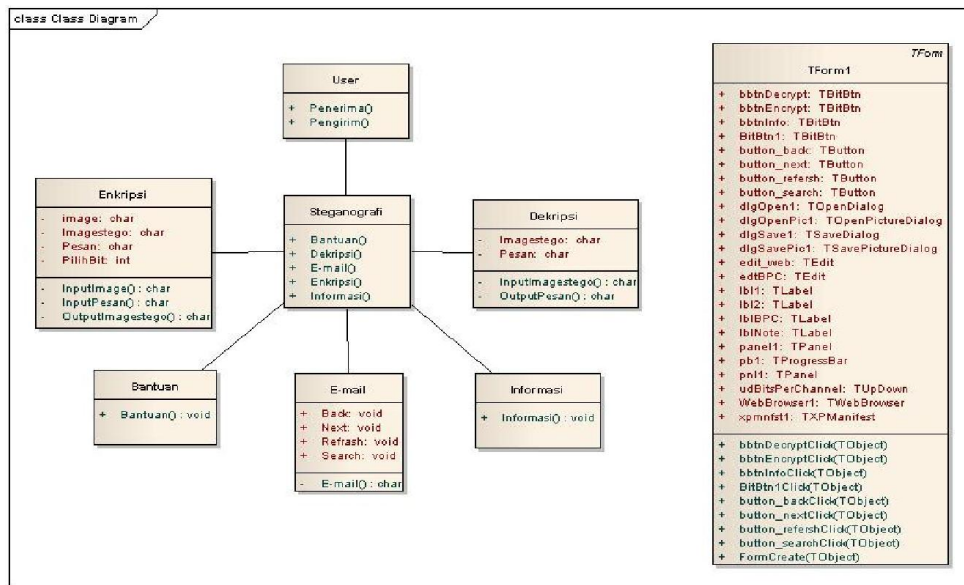 class Class Diagram
User
+ Penerima()
+ Pengirim()
Enkripsi
- image: char
- Imagestego: char
- Pesan: char
- PilihBit: int
- InputImage() : char
- InputPesan() : char
- OutputImagestego() : char
Steganografi
+ Bantuan()
+ Dekripsi()
+ E-mail()
+ Enkripsi()
+ Informasi()
Dekripsi
- Imagestego: char
- Pesan: char
- InputImagestego() : char
- OutputPesan() : char
Bantuan
+ Bantuan() : void
E-mail
+ Back: void
+ Next: void
+ Refrash: void
+ Search: void
- E-mail() : char
Informasi
+ Informasi() : void
TForm
TForm1
+ bbtnDecrypt: TBitBtn
+ bbtnEncrypt: TBitBtn
+ bbtnInfo: TBitBtn
+ BitBtn1: TBitBtn
+ button_back: TButton
+ button_next: TButton
+ button_refersh: TButton
+ button_search: TButton
+ dlgOpen1: TOpenDialog
+ dlgOpenPic1: TOpenPictureDialog
+ dlgSave1: TSaveDialog
+ dlgSavePic1: TSavePictureDialog
+ edit_web: TEdit
+ edtBPC: TEdit
+ lbl1: TLabel
+ lbl2: TLabel
+ lblBPC: TLabel
+ lblNote: TLabel
+ panel1: TPanel
+ pb1: TProgressBar
+ pnl1: TPanel
+ udBitsPerChannel: TUpDown
+ WebBrowser1: TWebBrowser
+ xpmnfst1: TXPManifest
+ bbtnDecryptClick(TObject)
+ bbtnEncryptClick(TObject)
+ bbtnInfoClick(TObject)
+ BitBtn1Click(TObject)
+ button_backClick(TObject)
+ button_nextClick(TObject)
+ button_refershClick(TObject)
+ button_searchClick(TObject)
+ FormCreate(TObject)